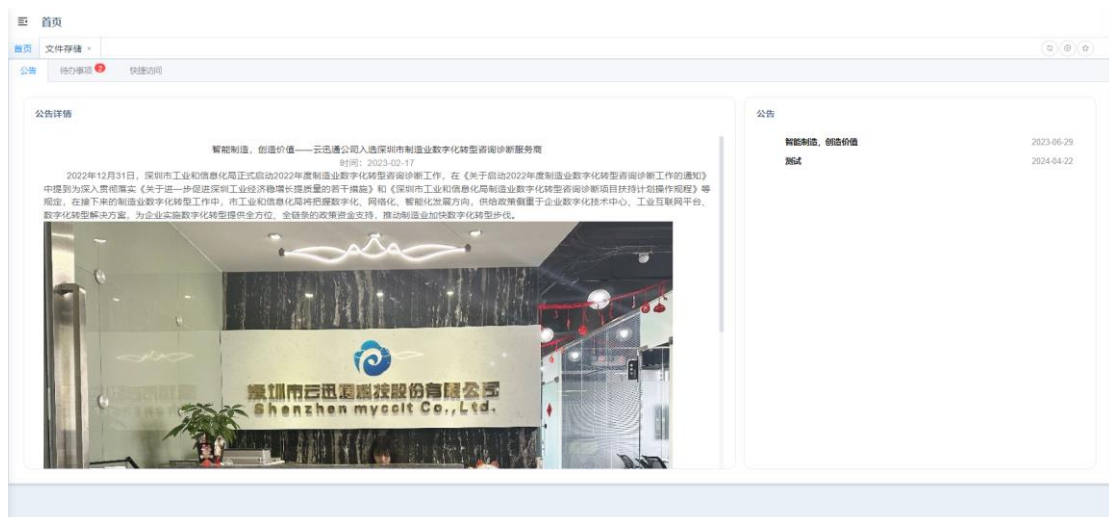 首页
首页 文件存储 ×
公告 待办事项 快捷访问
公告详情
智能制造，创造价值——云迅通公司入选深圳市制造业数字化转型咨询诊断服务商
时间：2023-02-17
2022年12月31日，深圳市工业和信息化局正式启动2022年度制造业数字化转型咨询诊断工作，在《关于启动2022年度制造业数字化转型咨询诊断工作的通知》
中提到为深入贯彻落实《关于进一步促进深圳工业经济稳增长提质量的若干措施》和《深圳市工业和信息化局制造业数字化转型咨询诊断项目扶持计划操作规程》等
规定，在接下来的制造业数字化转型工作中，市工业和信息化局将把握数字化、网络化、智能化发展方向，供给政策侧重于企业数字化技术中心、工业互联网平台、
数字化转型解决方案，为企业实施数字化转型提供全方位、全链条的政策资金支持，推动制造业加快数字化转型步伐。
深圳市云迅通科技股份有限公司
Shenzhen myccit Co.,Ltd.
公告
智能制造，创造价值 2023-06-29
测试 2024-04-22